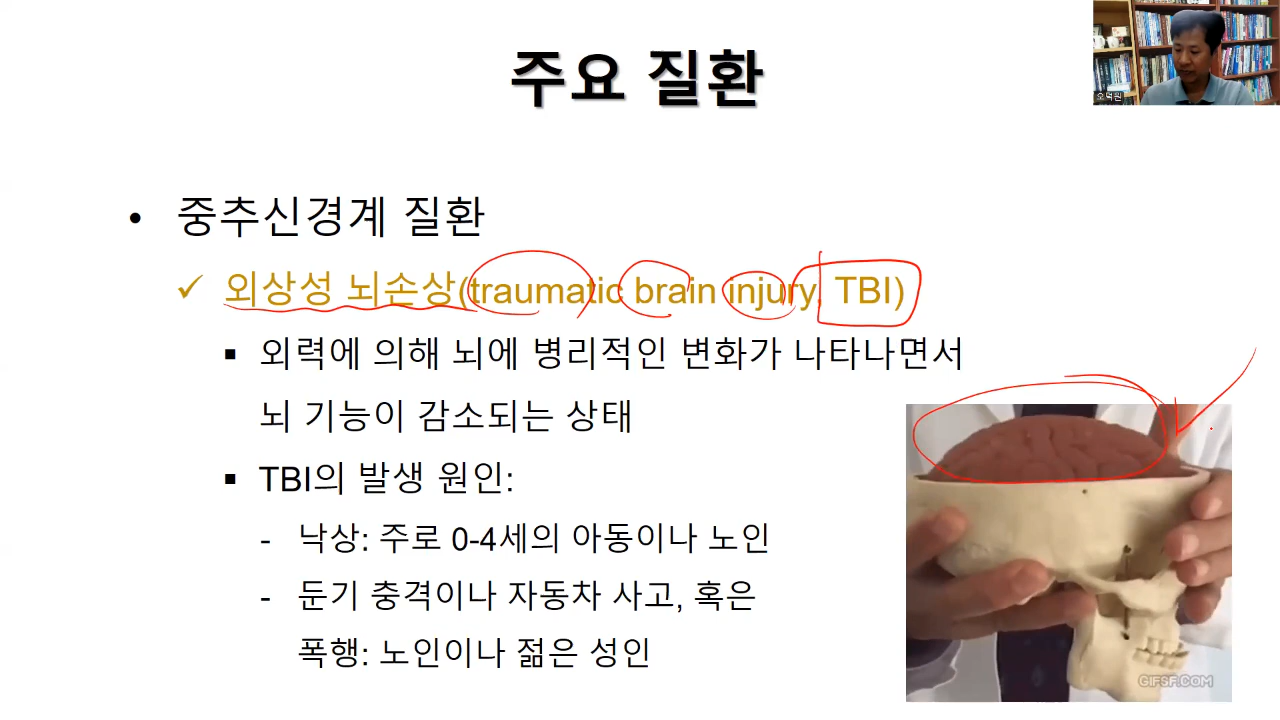 주요 질환
오덕원
• 중추신경계 질환
✓ 외상성 뇌손상(traumatic brain injury, TBI)
▪ 외력에 의해 뇌에 병리적인 변화가 나타나면서
뇌 기능이 감소되는 상태
▪ TBI의 발생 원인:
- 낙상: 주로 0-4세의 아동이나 노인
- 둔기 충격이나 자동차 사고, 혹은
폭행: 노인이나 젊은 성인
GIFSF.COM